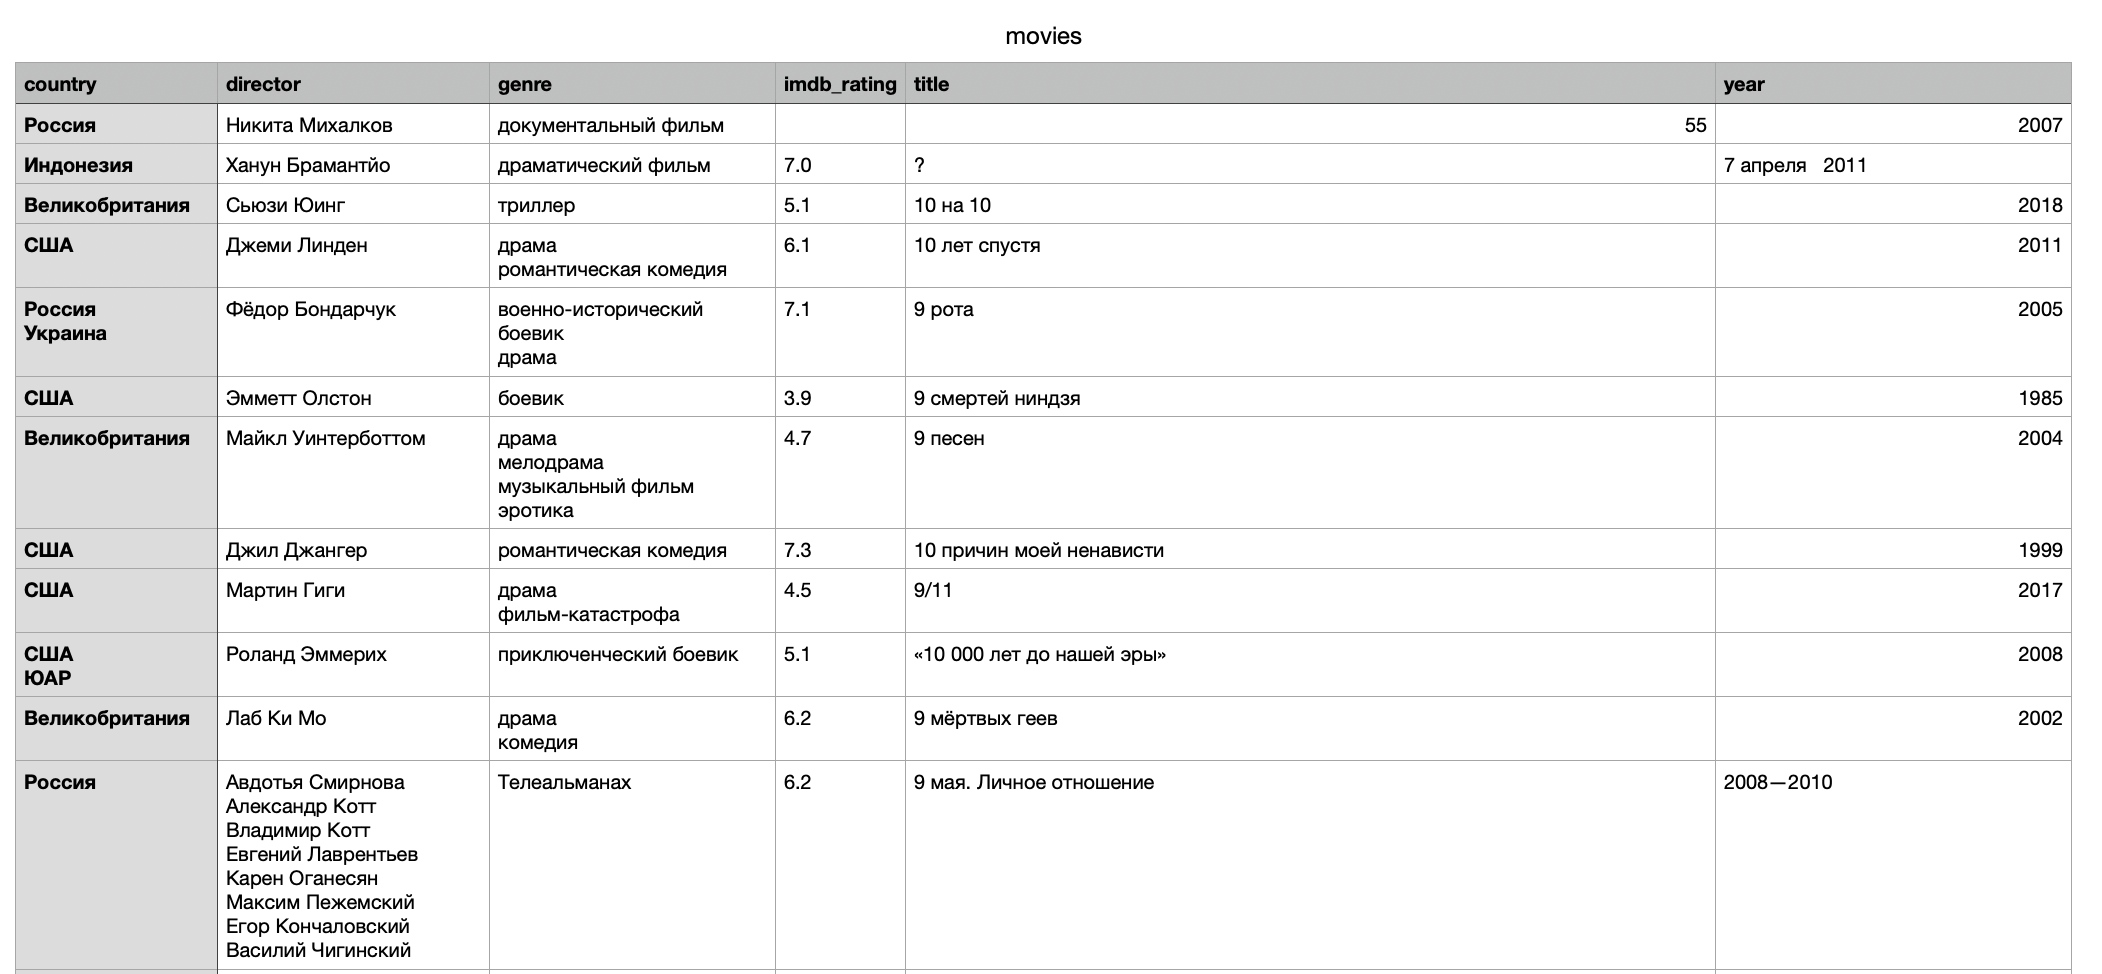 movies
country director genre imdb_rating title year
Россия Никита Михалков документальный фильм 55 2007
Индонезия Ханун Брамантйо драматический фильм 7.0 ? 7 апреля 2011
Великобритания Сьюзи Юинг триллер 5.1 10 на 10 2018
США Джеми Линден драма 6.1 10 лет спустя 2011
романтическая комедия
Россия Фёдор Бондарчук военно-исторический 7.1 9 рота 2005
Украина боевик
драма
США Эмметт Олстон боевик 3.9 9 смертей ниндзя 1985
Великобритания Майкл Уинтерботтом драма 4.7 9 песен 2004
мелодрама
музыкальный фильм
эротика
США Джил Джангер романтическая комедия 7.3 10 причин моей ненависти 1999
США Мартин Гиги драма 4.5 9/11 2017
фильм-катастрофа
США Роланд Эммерих приключенческий боевик 5.1 «10 000 лет до нашей эры» 2008
ЮАР
Великобритания Лаб Ки Мо драма 6.2 9 мёртвых геев 2002
комедия
Россия Авдотья Смирнова Телеальманах 6.2 9 мая. Личное отношение 2008—2010
Александр Котт
Владимир Котт
Евгений Лаврентьев
Карен Оганесян
Максим Пежемский
Егор Кончаловский
Василий Чигинский